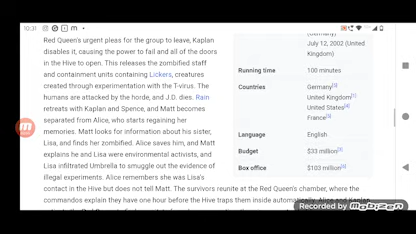 10:31
Red Queen's urgent pleas for the group to leave, Kaplan
disables it, causing the power to fail and all of the doors
in the Hive to open. This releases the zombified staff
and containment units containing Lickers, creatures
created through experimentation with the T-virus. The
humans are attacked by the horde, and J.D. dies. Rain
retreats with Kaplan and Spence, and Matt becomes
separated from Alice, who starts regaining her
memories. Matt looks for information about his sister,
Lisa, and finds her zombified. Alice saves him, and Matt
explains he and Lisa were environmental activists, and
Lisa infiltrated Umbrella to smuggle out the evidence of
illegal experiments. Alice remembers she was Lisa's
contact in the Hive but does not tell Matt. The survivors reunite at the Red Queen's chamber, where the
commandos explain they have one hour before the Hive traps them inside automatically. Alice and Kaplan
(Germany)
July 12, 2002 (United
Kingdom)
Running time 100 minutes
Countries Germany
United Kingdom
United States
France
Language English
Budget $33 million
Box office $103 million
Recorded by mobizen